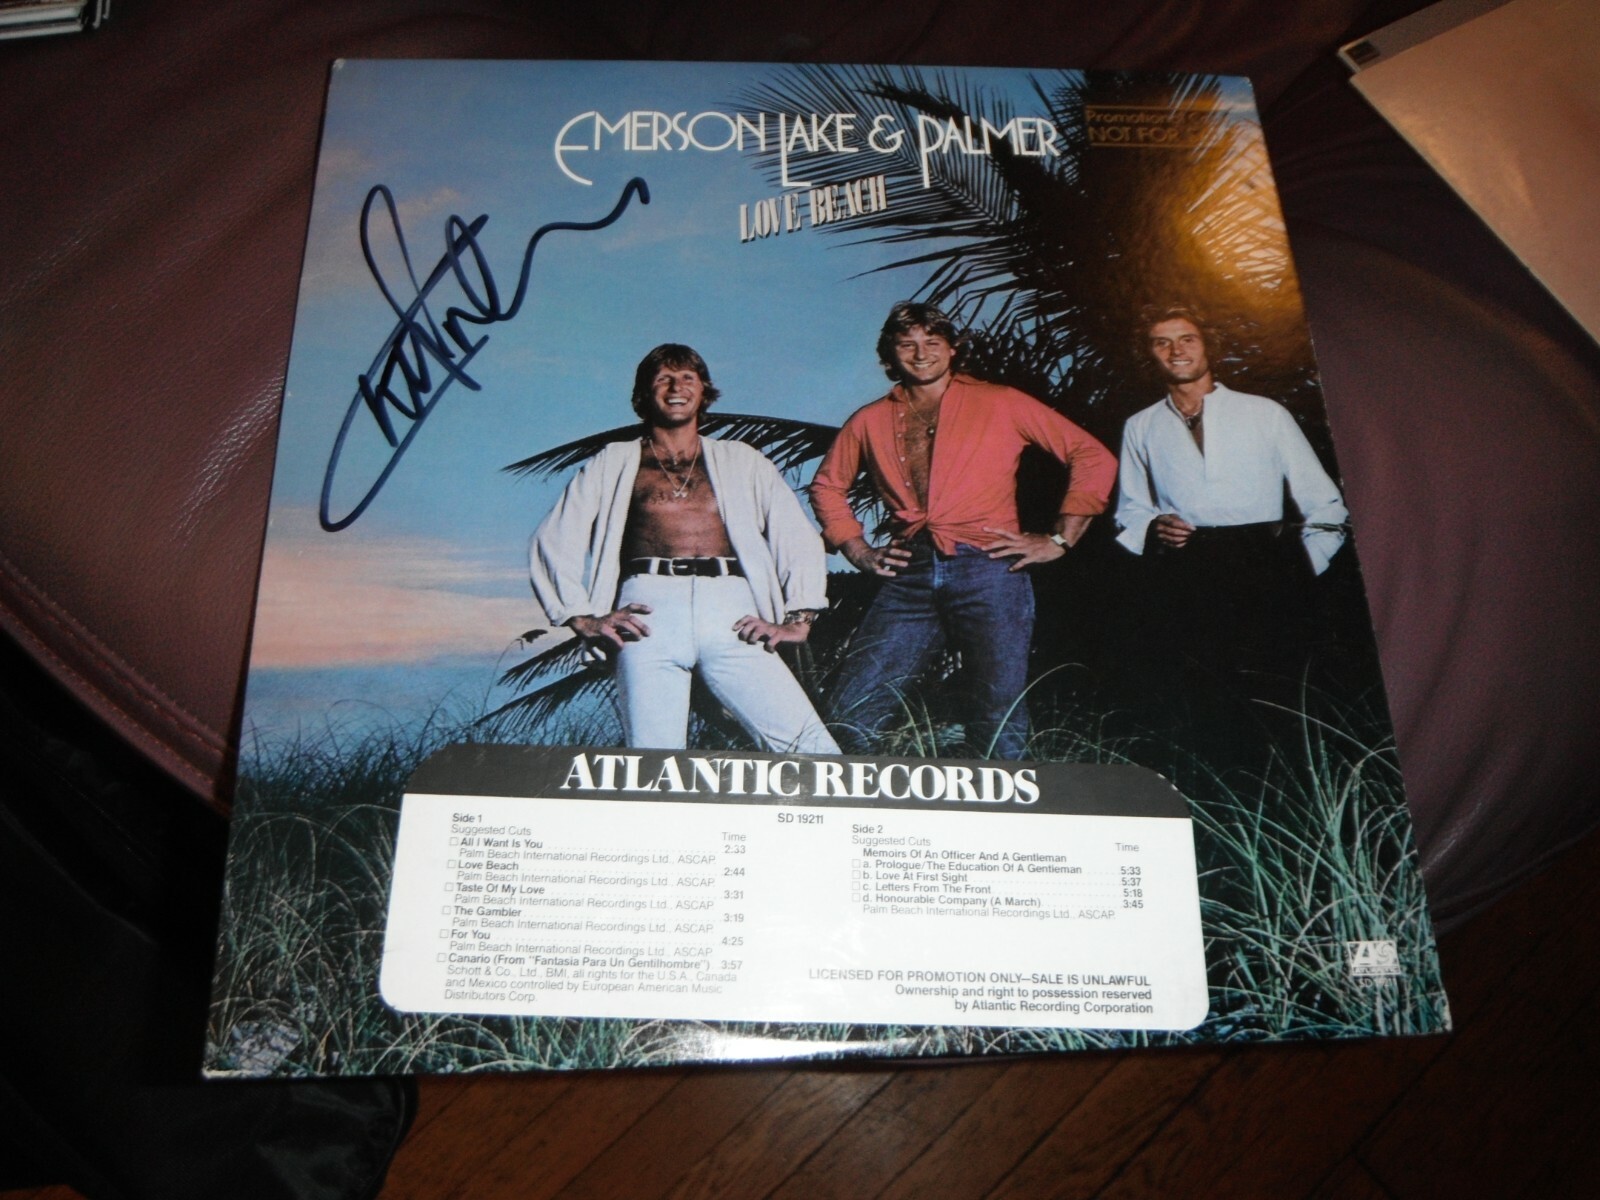 EMERSON LAKE & PALMER
LOVE BEACH
Promotional
NOT FOR
ATLANTIC RECORDS
SD 19211
Side 1
Suggested Cuts
Time
☐ All I Want Is You 2:33
Palm Beach International Recordings Ltd., ASCAP
☐ Love Beach 2:44
Palm Beach International Recordings Ltd., ASCAP
☐ Taste Of My Love 3:31
Palm Beach International Recordings Ltd., ASCAP
☐ The Gambler 3:19
Palm Beach International Recordings Ltd., ASCAP
☐ For You 4:25
Palm Beach International Recordings Ltd., ASCAP
☐ Canario (From "Fantasia Para Un Gentilhombre") 3:57
Schott & Co., Ltd., BMI, all rights for the U.S.A., Canada
and Mexico controlled by European American Music
Distributors Corp.
Side 2
Suggested Cuts
Time
Memoirs Of An Officer And A Gentleman
☐ a. Prologue/The Education Of A Gentleman 5:33
☐ b. Love At First Sight 5:37
☐ c. Letters From The Front 5:18
☐ d. Honourable Company (A March) 3:45
Palm Beach International Recordings Ltd., ASCAP
LICENSED FOR PROMOTION ONLY—SALE IS UNLAWFUL
Ownership and right to possession reserved
by Atlantic Recording Corporation
ATLANTIC